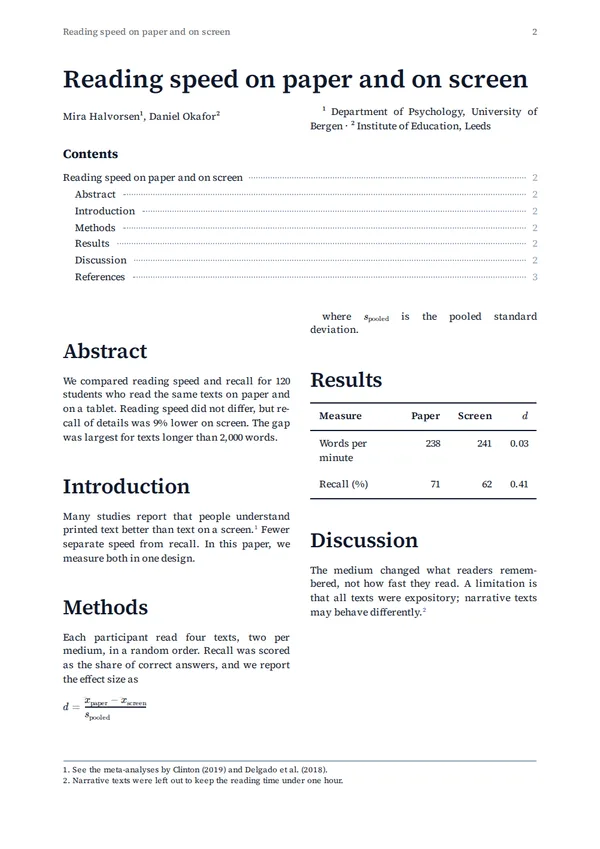 Reading speed on paper and on screen 2
Reading speed on paper and on screen
Mira Halvorsen¹, Daniel Okafor²
¹ Department of Psychology, University of
Bergen · ² Institute of Education, Leeds
Contents
Reading speed on paper and on screen 2
Abstract 2
Introduction 2
Methods 2
Results 2
Discussion 2
References 3
Abstract
We compared reading speed and recall for 120
students who read the same texts on paper and
on a tablet. Reading speed did not differ, but re-
call of details was 9% lower on screen. The gap
was largest for texts longer than 2,000 words.
Introduction
Many studies report that people understand
printed text better than text on a screen.¹ Fewer
separate speed from recall. In this paper, we
measure both in one design.
Methods
Each participant read four texts, two per
medium, in a random order. Recall was scored
as the share of correct answers, and we report
the effect size as
d = (x_paper − x_screen) / s_pooled
where s_pooled is the pooled standard
deviation.
Results
Measure Paper Screen d
Words per 238 241 0.03
minute
Recall (%) 71 62 0.41
Discussion
The medium changed what readers remem-
bered, not how fast they read. A limitation is
that all texts were expository; narrative texts
may behave differently.²
1. See the meta-analyses by Clinton (2019) and Delgado et al. (2018).
2. Narrative texts were left out to keep the reading time under one hour.